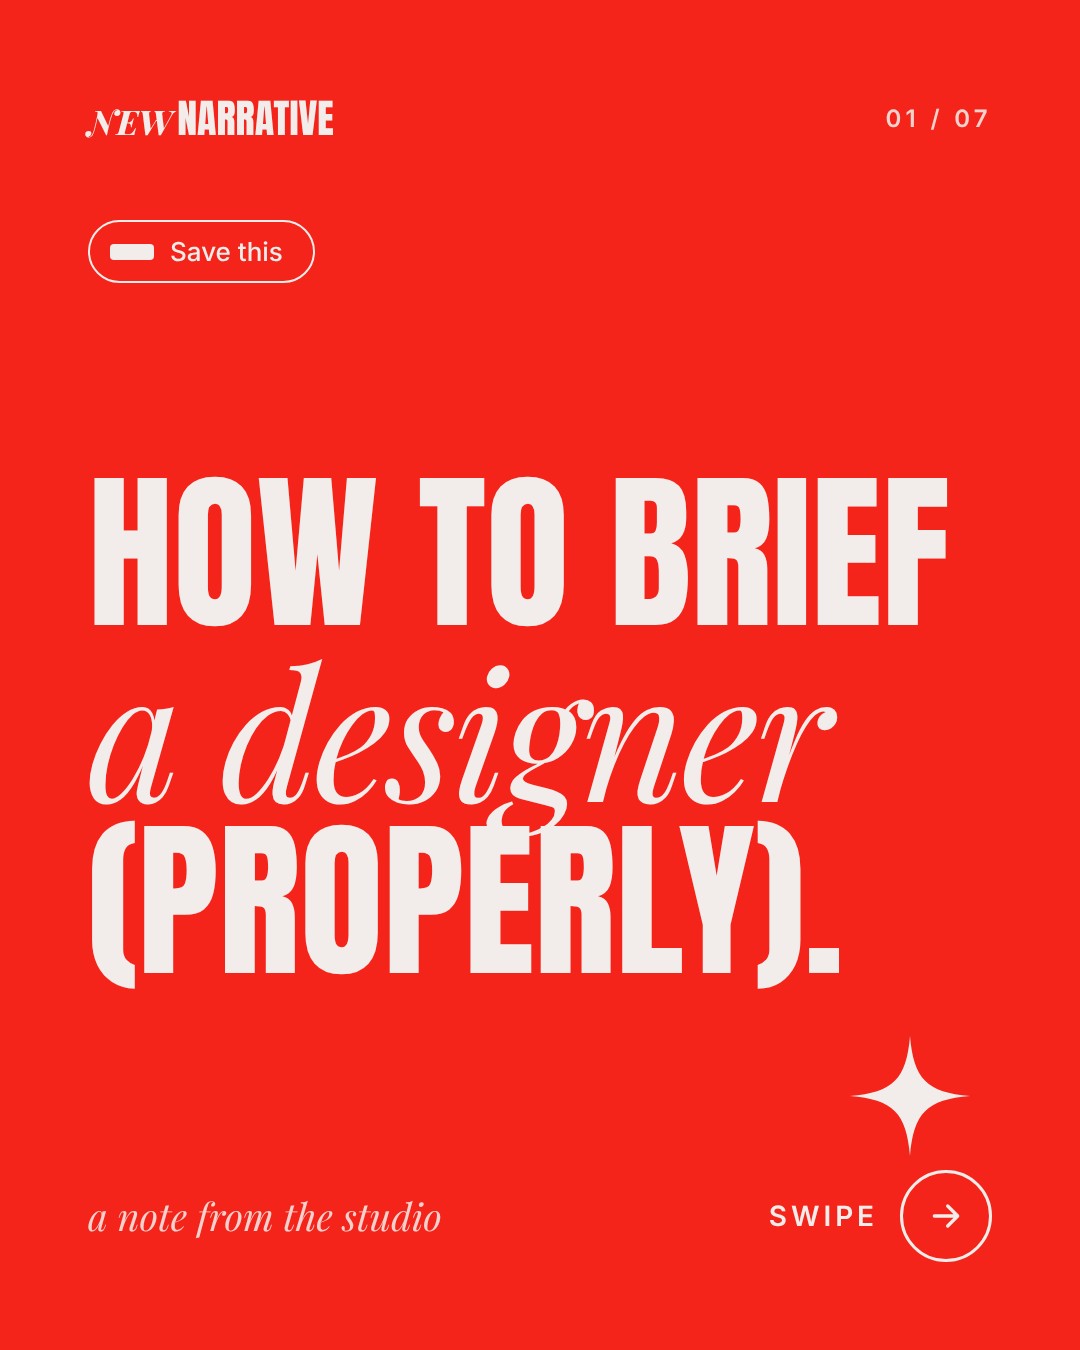 NEW NARRATIVE
01 / 07
Save this
HOW TO BRIEF
a designer
(PROPERLY).
a note from the studio
SWIPE